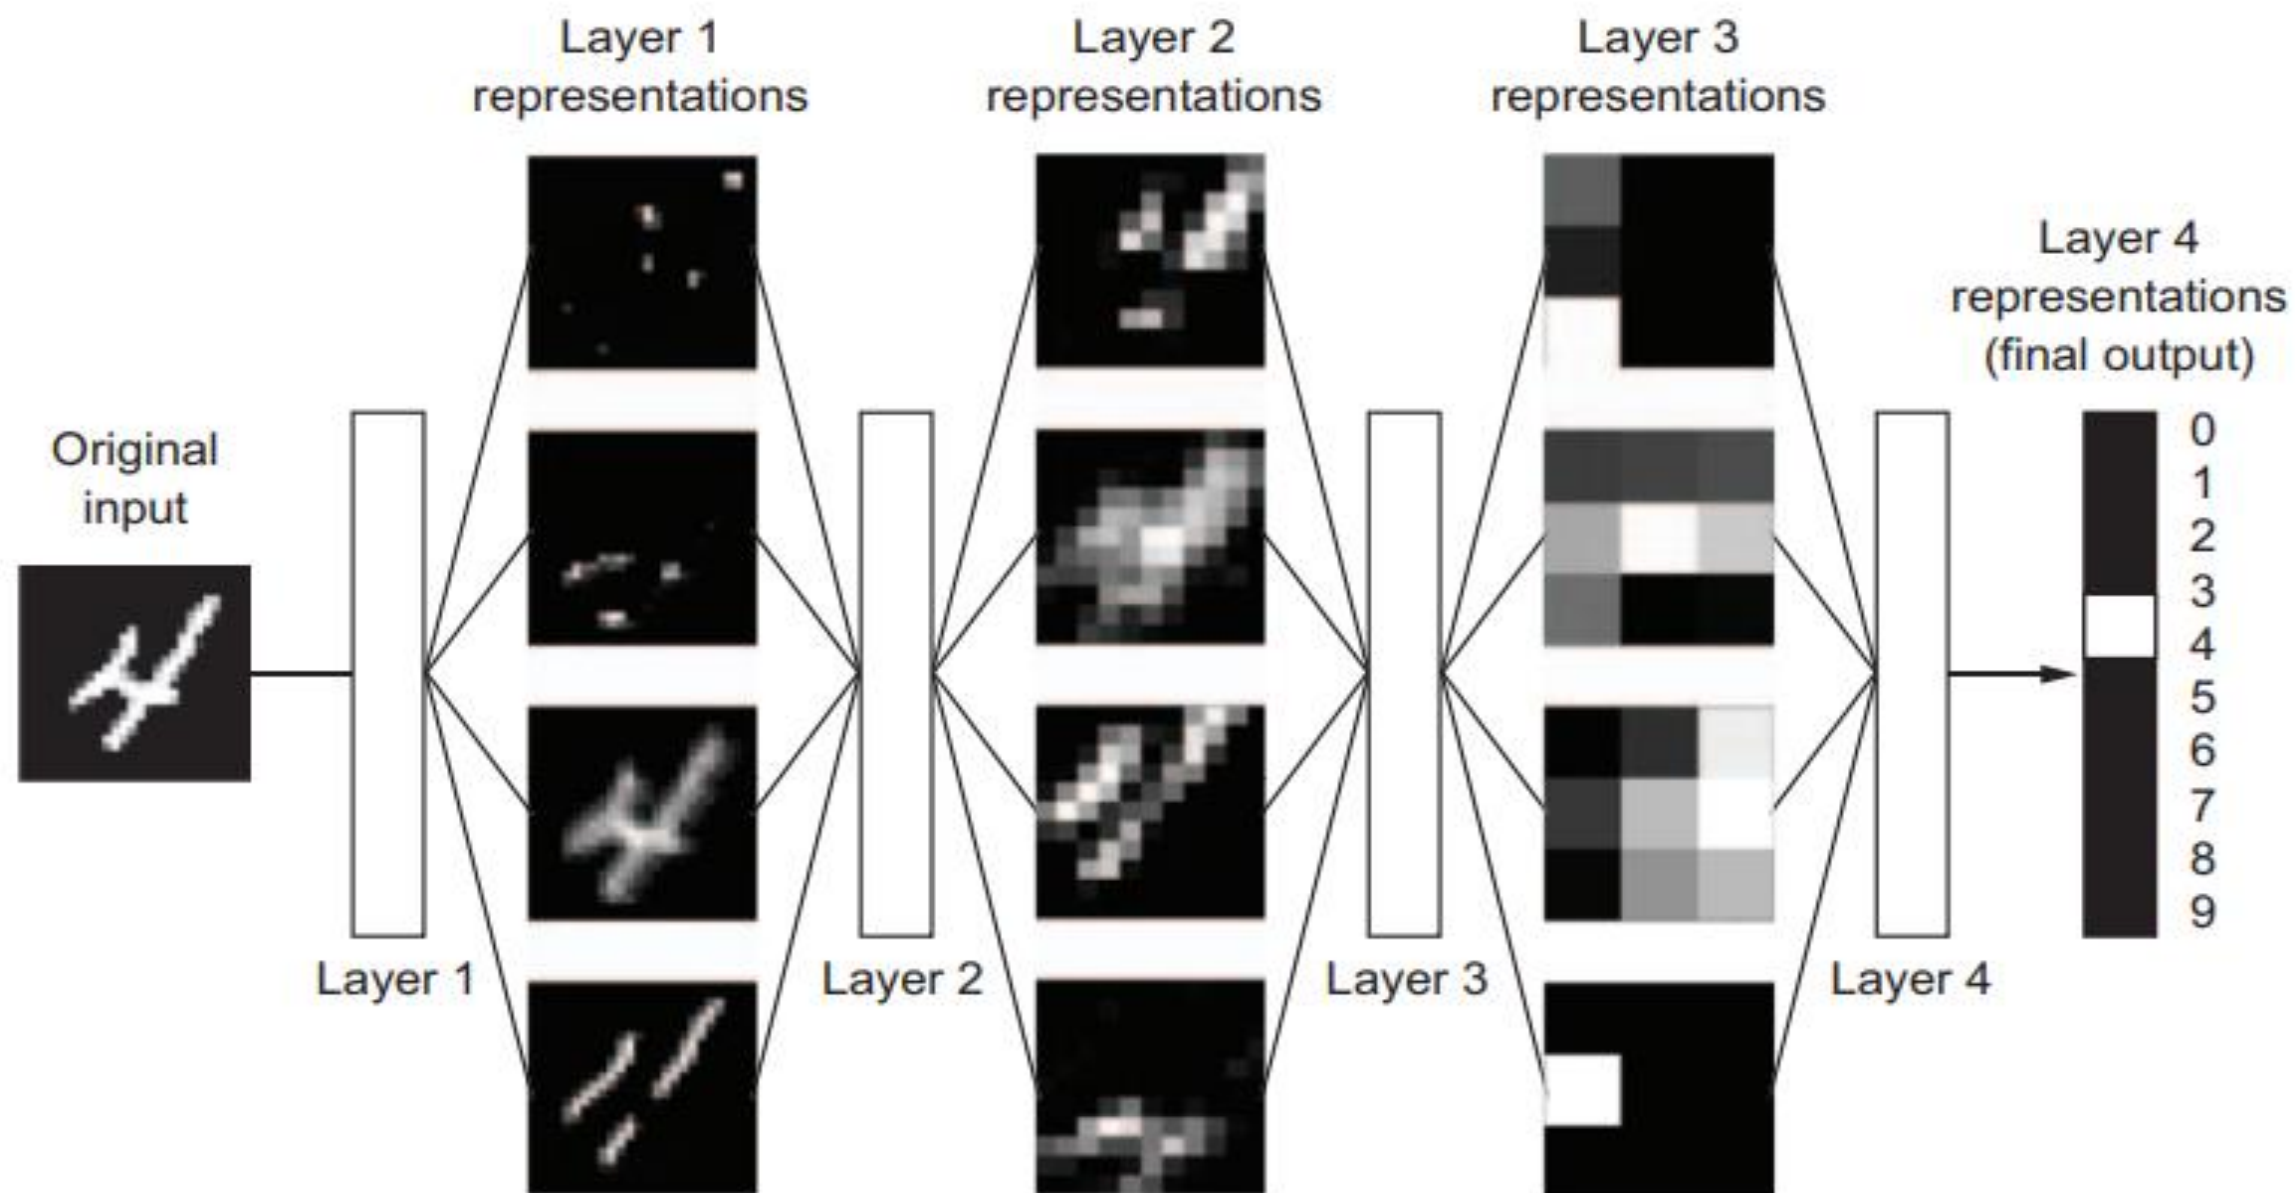 Layer 1
representations
Layer 2
representations
Layer 3
representations
Layer 4
representations
(final output)
Original
input
0
1
2
3
4
5
6
7
8
9
Layer 1
Layer 2
Layer 3
Layer 4